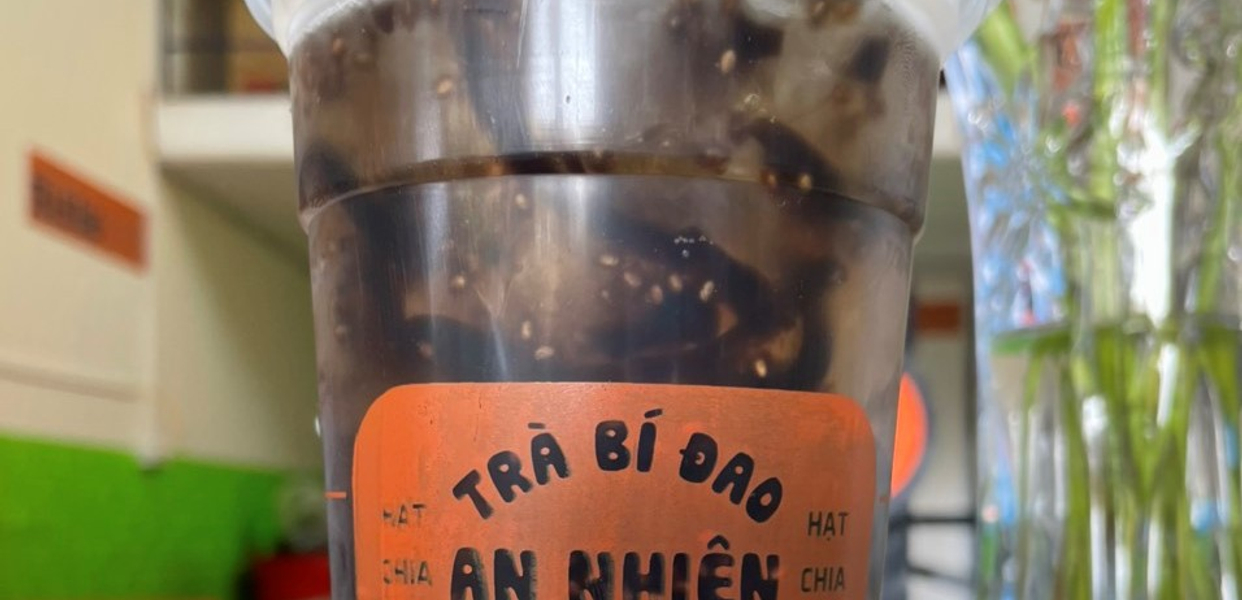 TRÀ BÍ ĐAO
HẠT
HẠT
CHIA
AN NHIÊN
CHIA